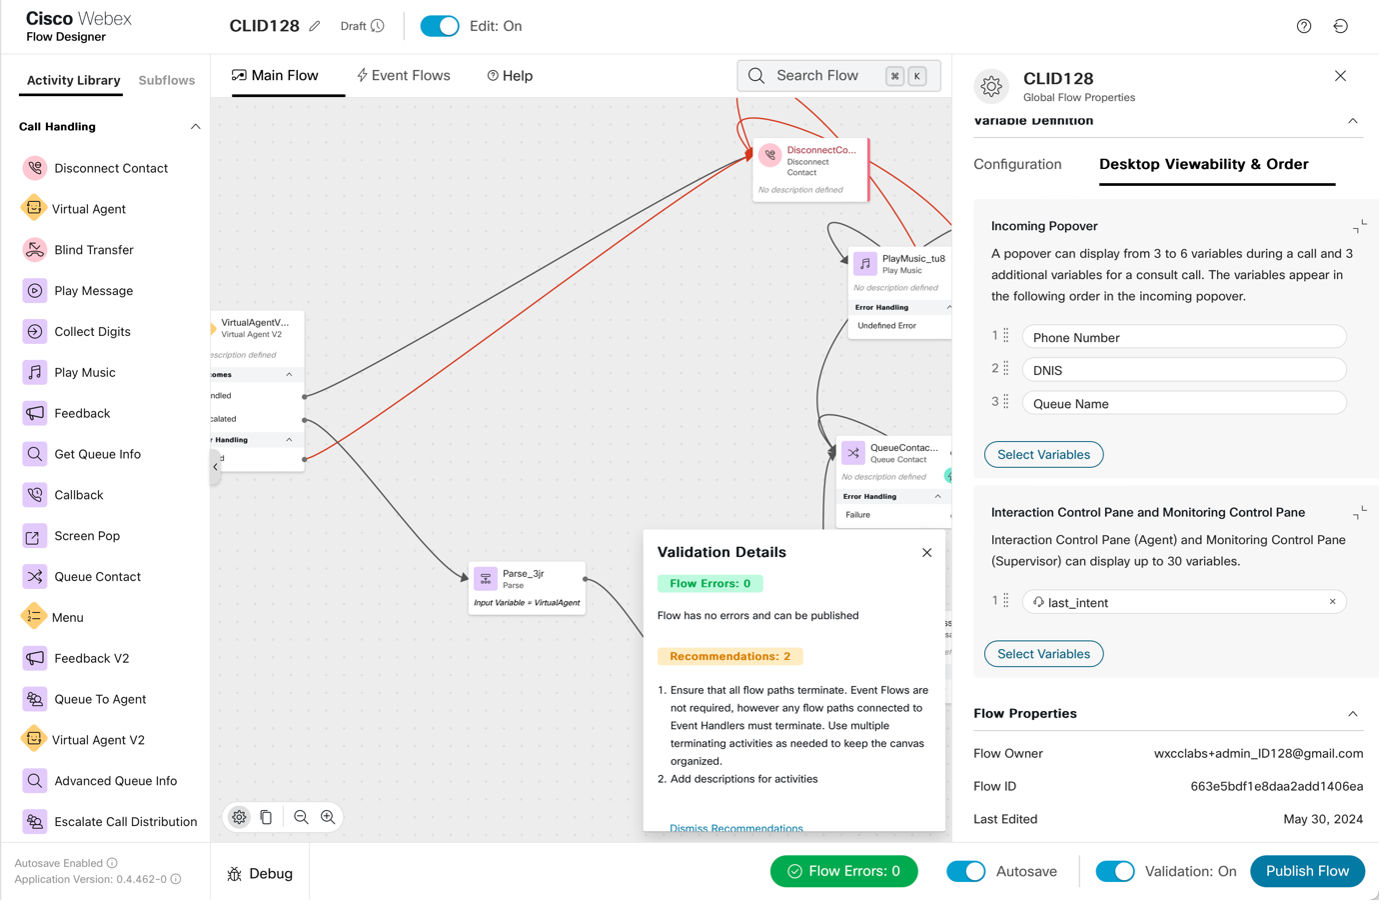 Cisco Webex
Flow Designer
CLID128
Draft
Edit: On
Activity Library
Subflows
Main Flow
Event Flows
Help
Search Flow
⌘
K
Call Handling
Disconnect Contact
Virtual Agent
Blind Transfer
Play Message
Collect Digits
Play Music
Feedback
Get Queue Info
Callback
Screen Pop
Queue Contact
Menu
Feedback V2
Queue To Agent
Virtual Agent V2
Advanced Queue Info
Escalate Call Distribution
Autosave Enabled
Application Version: 0.4.462-0
DisconnectCo...
Disconnect
Contact
No description defined
PlayMusic_tu8
Play Music
No description defined
Error Handling
Undefined Error
VirtualAgentV...
Virtual Agent V2
escription defined
omes
ndled
calated
r Handling
d
QueueContac...
Queue Contact
No description defined
Error Handling
Failure
Parse_3jr
Parse
Input Variable = VirtualAgent
Validation Details
Flow Errors: 0
Flow has no errors and can be published
Recommendations: 2
1. Ensure that all flow paths terminate. Event Flows are
not required, however any flow paths connected to
Event Handlers must terminate. Use multiple
terminating activities as needed to keep the canvas
organized.
2. Add descriptions for activities
Dismiss Recommendations
CLID128
Global Flow Properties
Variable Definition
Configuration
Desktop Viewability & Order
Incoming Popover
A popover can display from 3 to 6 variables during a call and 3
additional variables for a consult call. The variables appear in
the following order in the incoming popover.
1 Phone Number
2 DNIS
3 Queue Name
Select Variables
Interaction Control Pane and Monitoring Control Pane
Interaction Control Pane (Agent) and Monitoring Control Pane
(Supervisor) can display up to 30 variables.
1 last_intent
Select Variables
Flow Properties
Flow Owner wxcclabs+admin_ID128@gmail.com
Flow ID 663e5bdf1e8daa2add1406ea
Last Edited May 30, 2024
Debug
Flow Errors: 0
Autosave
Validation: On
Publish Flow